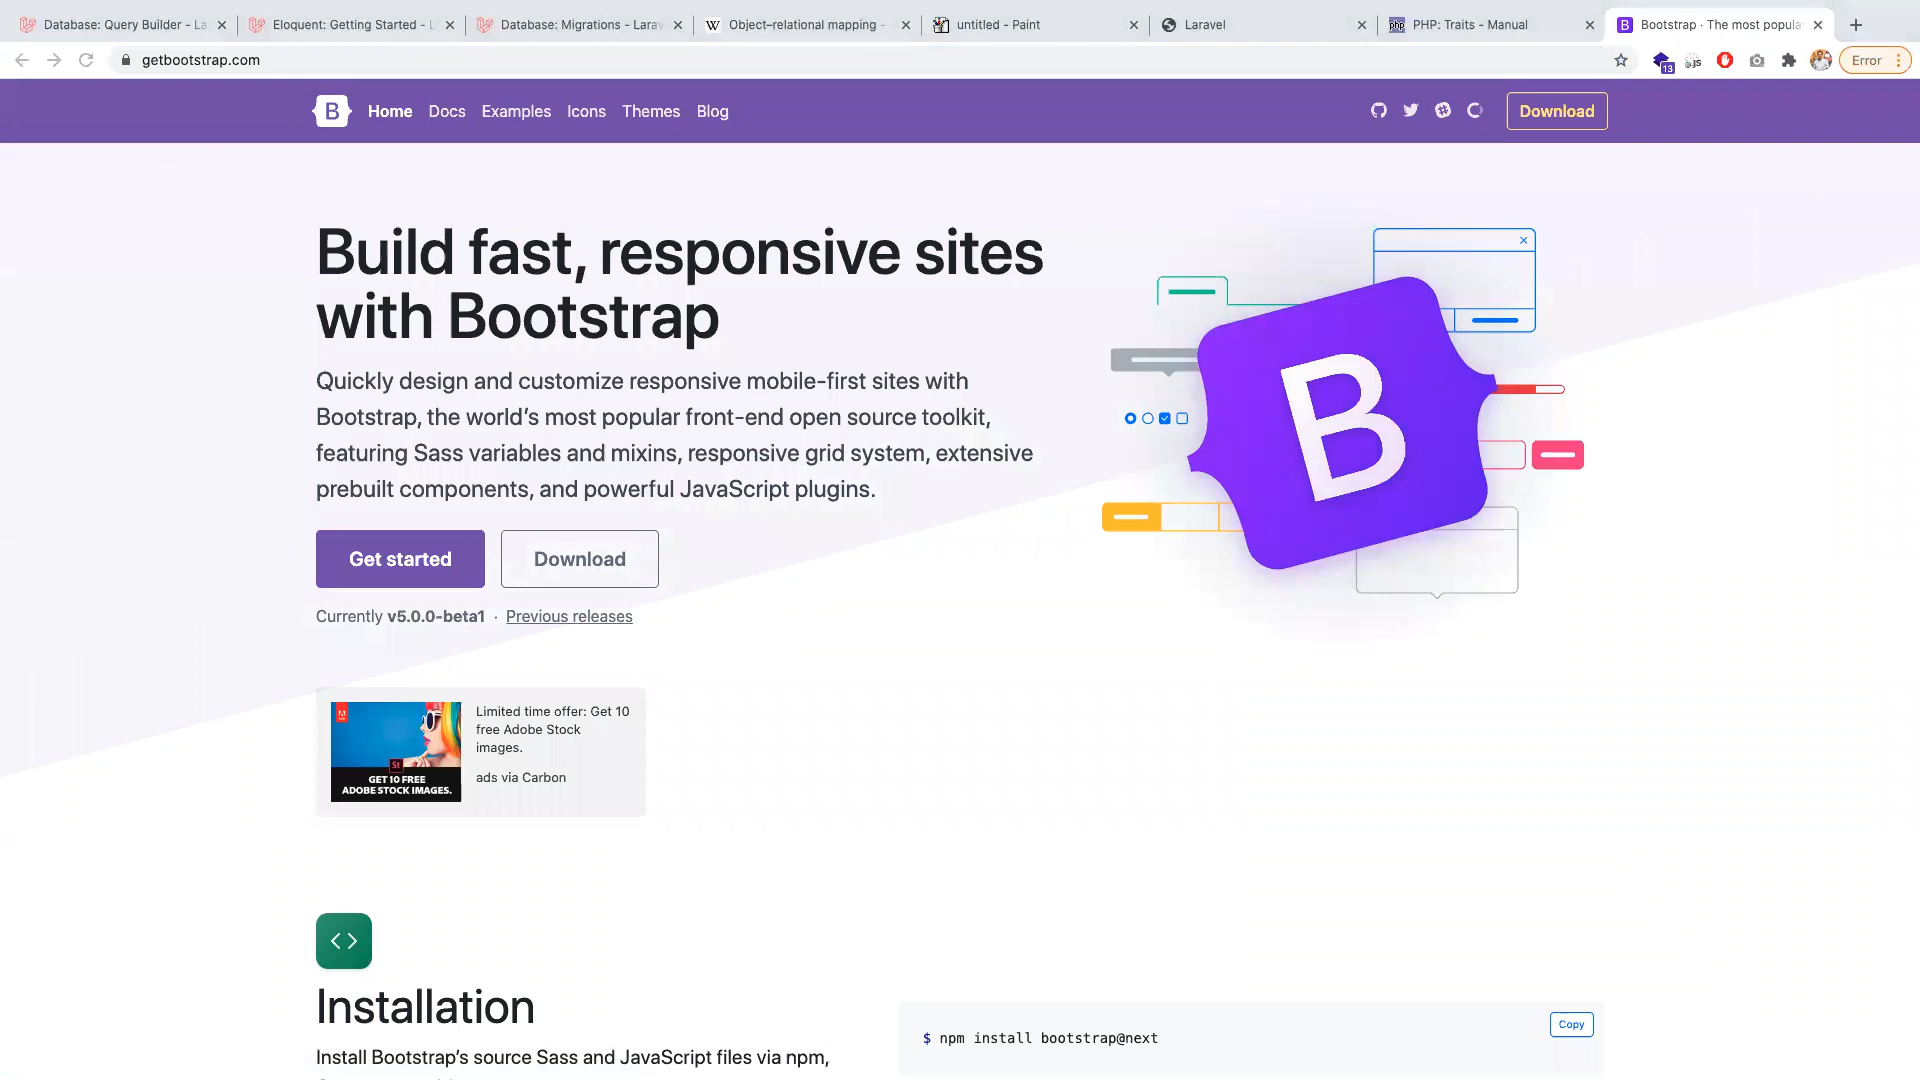 Database: Query Builder - La
Eloquent: Getting Started - L
Database: Migrations - Larav
W Object–relational mapping -
untitled - Paint
Laravel
php PHP: Traits - Manual
B Bootstrap · The most popula
getbootstrap.com
13
JS
Error
B Home Docs Examples Icons Themes Blog
Download
Build fast, responsive sites
with Bootstrap
Quickly design and customize responsive mobile-first sites with
Bootstrap, the world’s most popular front-end open source toolkit,
featuring Sass variables and mixins, responsive grid system, extensive
prebuilt components, and powerful JavaScript plugins.
B
Get started
Download
Currently v5.0.0-beta1 · Previous releases
St
GET 10 FREE
ADOBE STOCK IMAGES.
Limited time offer: Get 10
free Adobe Stock
images.
ads via Carbon
Installation
Install Bootstrap’s source Sass and JavaScript files via npm,
Copy
$ npm install bootstrap@next